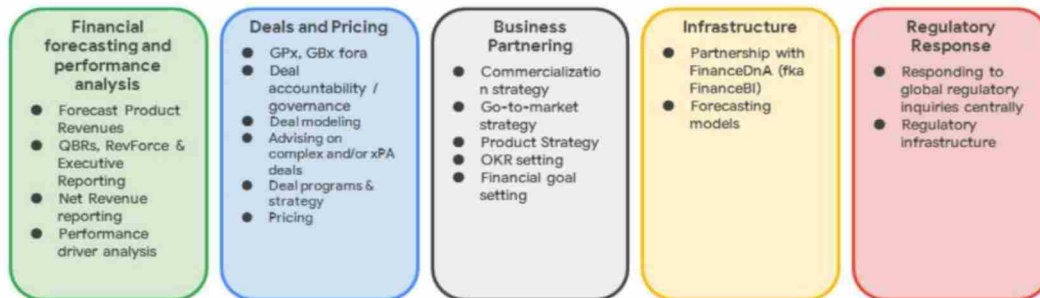 Financial
forecasting and
performance
analysis
● Forecast Product
Revenues
● QBRs, RevForce &
Executive
Reporting
● Net Revenue
reporting
● Performance
driver analysis
Deals and Pricing
● GPx, GBx fora
● Deal
accountability /
governance
● Deal modeling
● Advising on
complex and/or xPA
deals
● Deal programs &
strategy
● Pricing
Business
Partnering
● Commercializatio
n strategy
● Go-to-market
strategy
● Product Strategy
● OKR setting
● Financial goal
setting
Infrastructure
● Partnership with
FinanceDnA (fka
FinanceBI)
● Forecasting
models
Regulatory
Response
● Responding to
global regulatory
inquiries centrally
● Regulatory
infrastructure